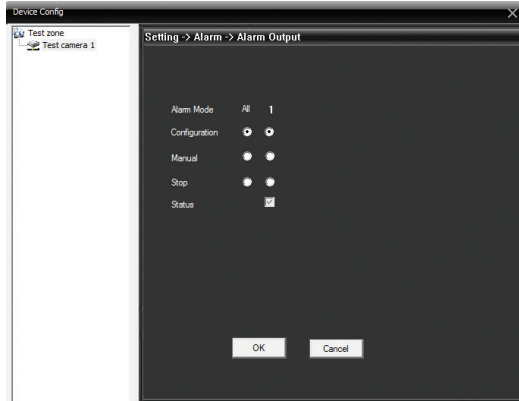 Device Config
Test zone
Test camera 1
Setting -> Alarm -> Alarm Output
Alarm Mode All 1
Configuration
Manual
Stop
Status
OK Cancel